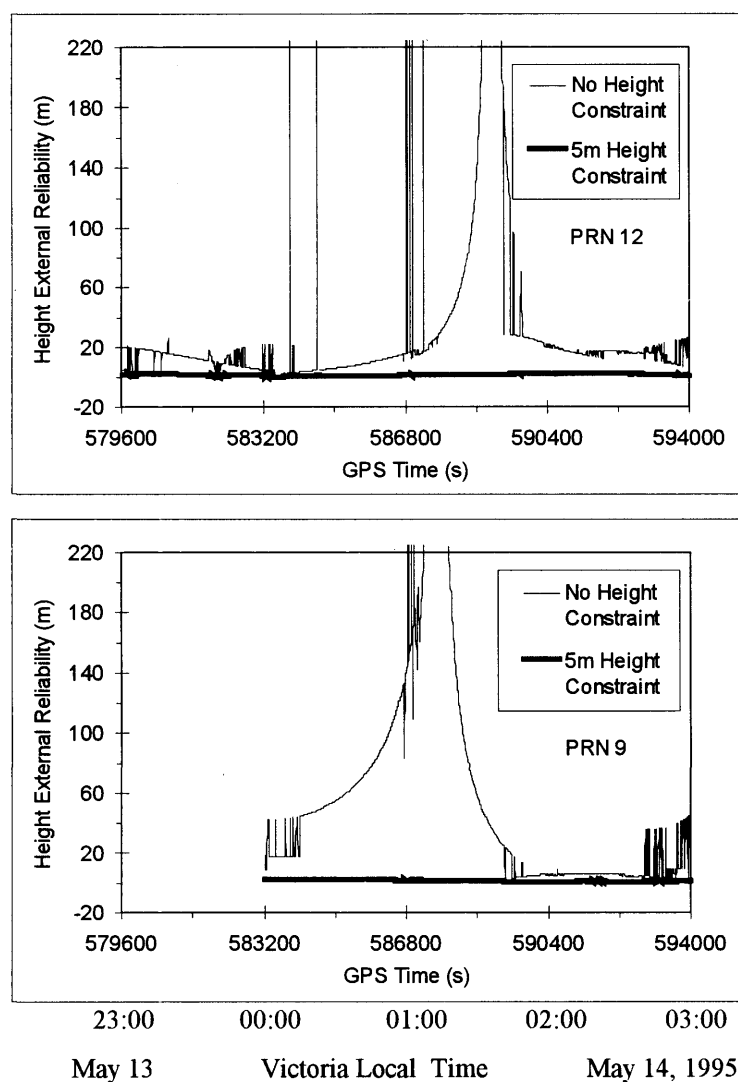 220
180
140
100
60
20
-20
Height External Reliability (m)
No Height
Constraint
5m Height
Constraint
PRN 12
579600 583200 586800 590400 594000
GPS Time (s)
220
180
140
100
60
20
-20
Height External Reliability (m)
No Height
Constraint
5m Height
Constraint
PRN 9
579600 583200 586800 590400 594000
GPS Time (s)
23:00 00:00 01:00 02:00 03:00
May 13 Victoria Local Time May 14, 1995